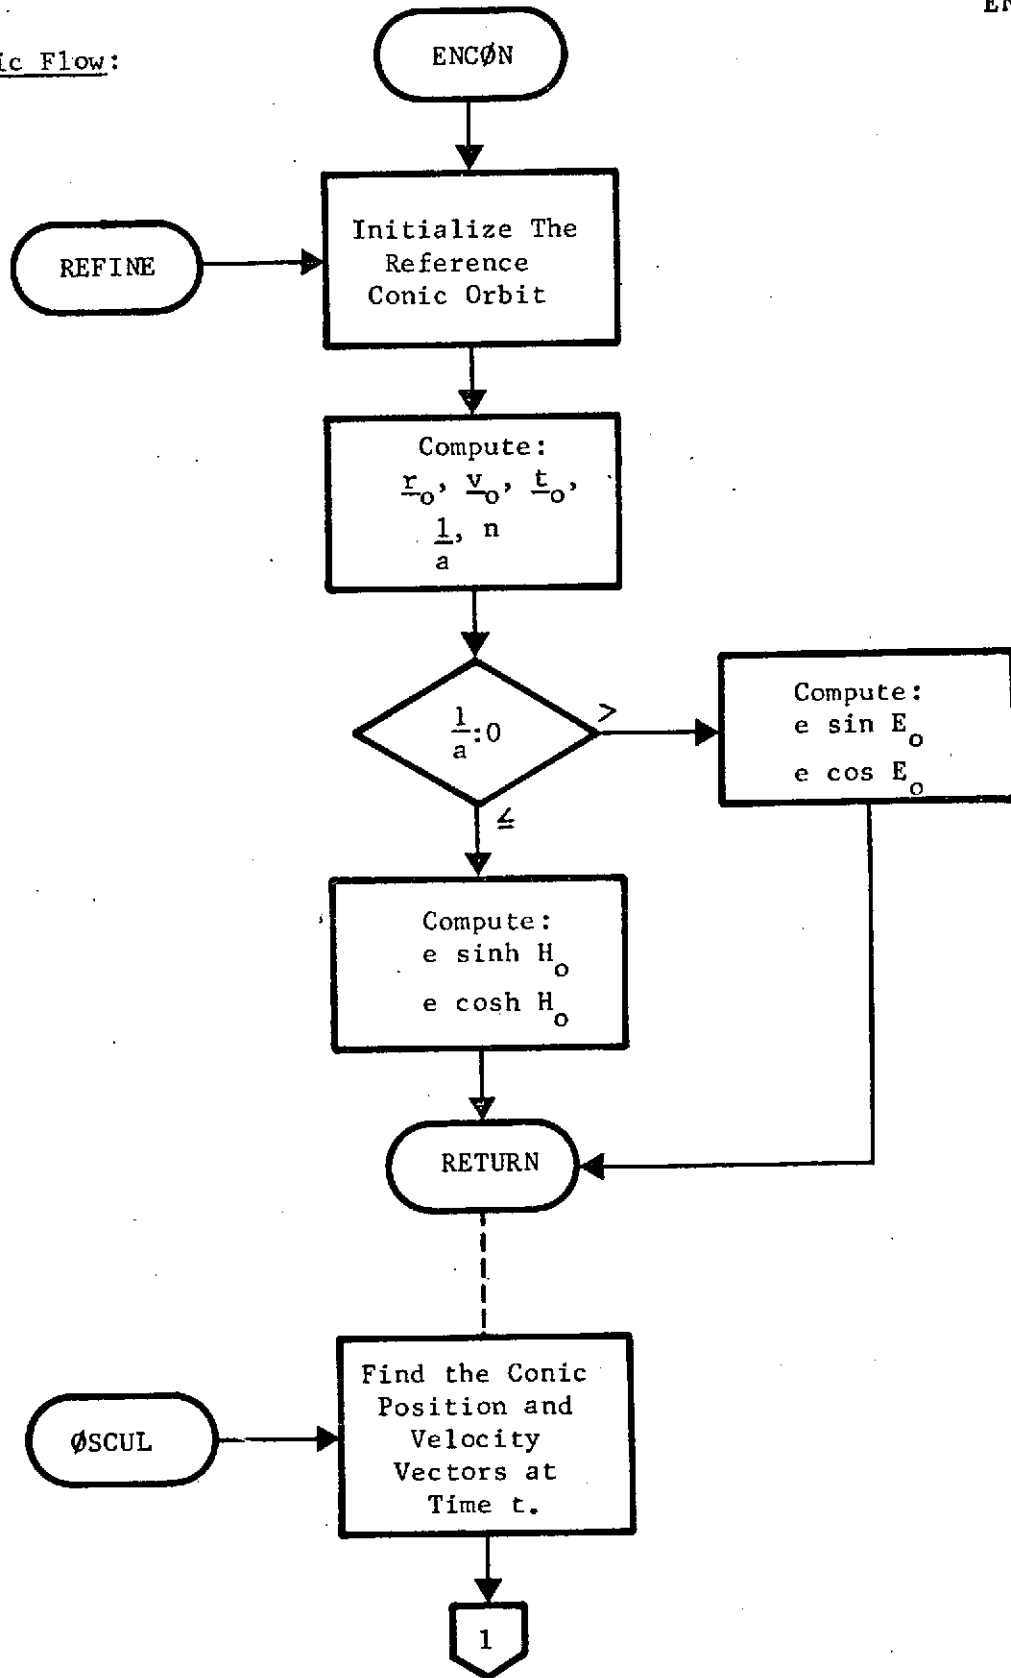 EN
ic Flow:
ENCØN
REFINE
Initialize The
Reference
Conic Orbit
Compute:
r_o, v_o, t_o,
1/a, n
1/a:0
>
≤
Compute:
e sin E_o
e cos E_o
Compute:
e sinh H_o
e cosh H_o
RETURN
ØSCUL
Find the Conic
Position and
Velocity
Vectors at
Time t.
1